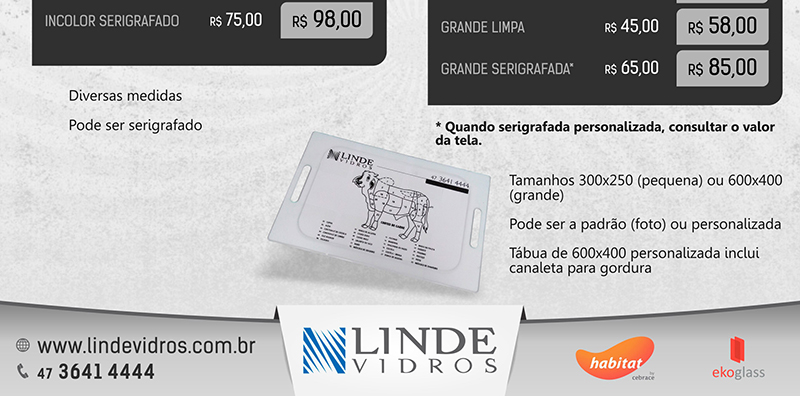 INCOLOR SERIGRAFADO R$ 75,00 R$ 98,00
Diversas medidas
Pode ser serigrafado
GRANDE LIMPA R$ 45,00 R$ 58,00
GRANDE SERIGRAFADA* R$ 65,00 R$ 85,00
* Quando serigrafada personalizada, consultar o valor
da tela.
LINDE
VIDROS
47 3641 4444
Tamanhos 300x250 (pequena) ou 600x400
(grande)
Pode ser a padrão (foto) ou personalizada
Tábua de 600x400 personalizada inclui
canaleta para gordura
www.lindevidros.com.br
47 3641 4444
LINDE
VIDROS
habitat
by
cebrace
ekoglass